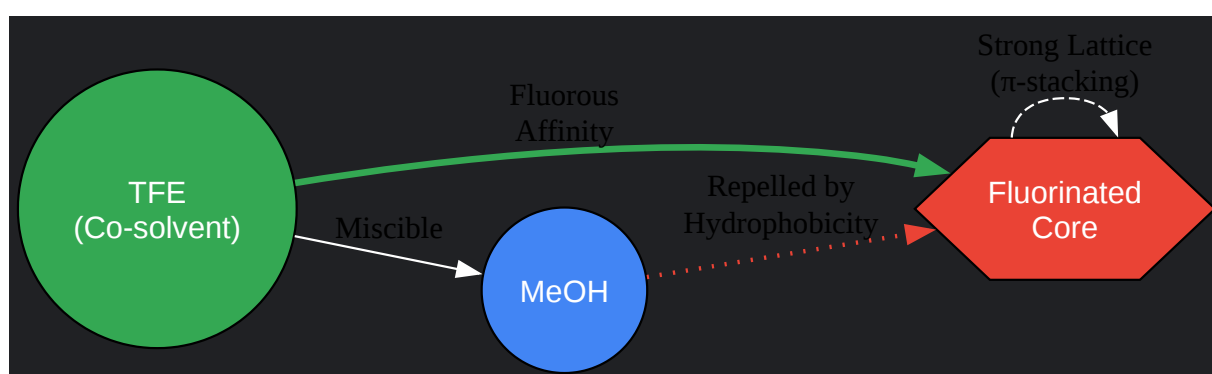 Strong Lattice
(π-stacking)
Fluorous
Affinity
TFE
(Co-solvent)
Miscible
MeOH
Repelled by
Hydrophobicity
Fluorinated
Core